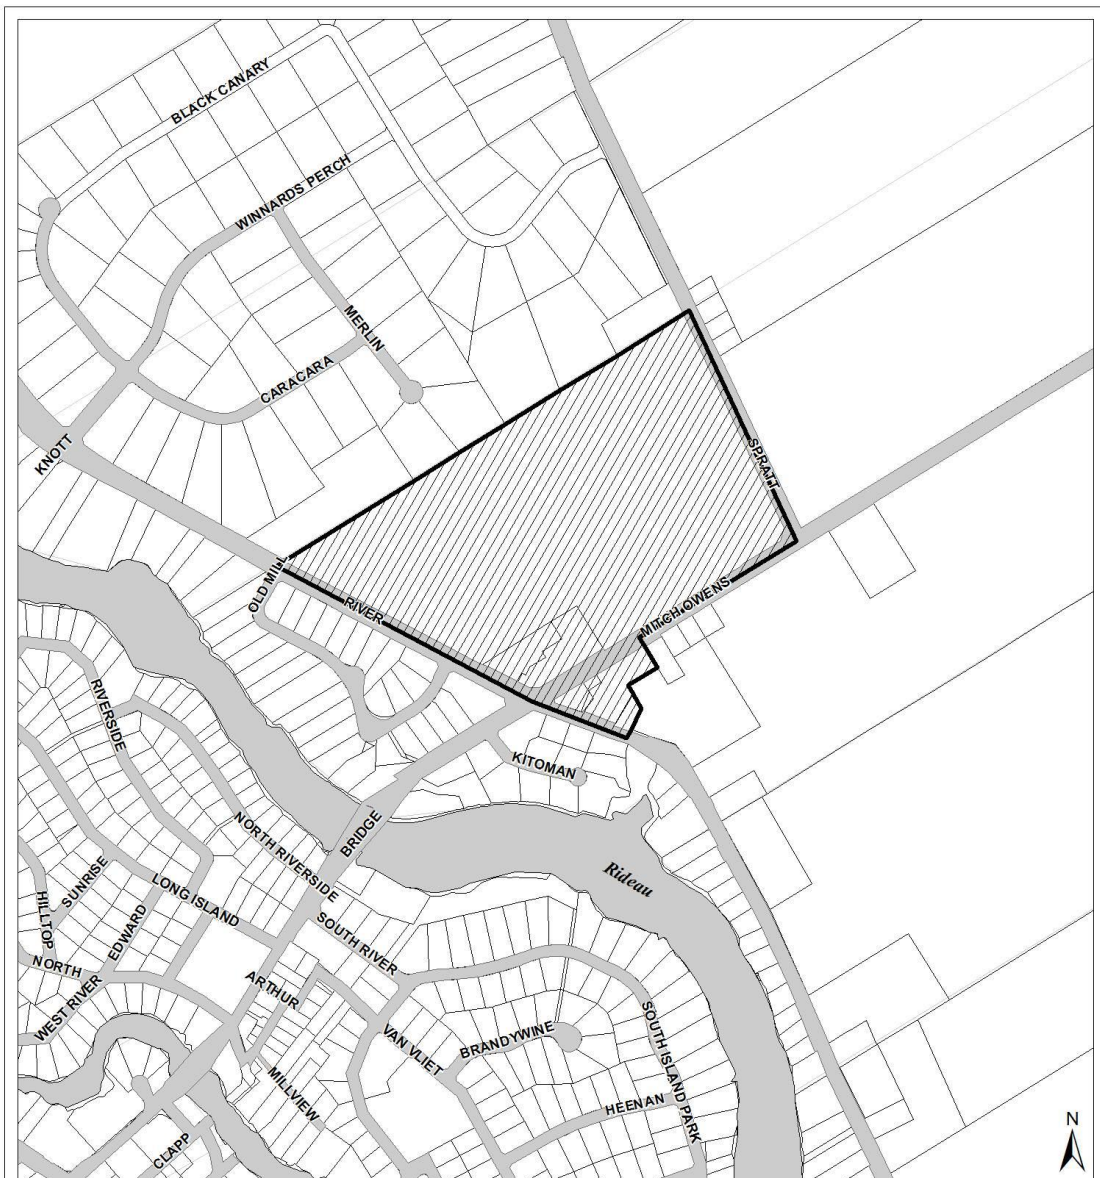 BLACK CANARY
WINNARDS PERCH
MERLIN
CARACARA
KNOTT
SPRATT
OLD MILL
RIVER
MITCH OWENS
KITOMAN
RIVERSIDE
BRIDGE
NORTH RIVERSIDE
Rideau
SUNRISE
LONG ISLAND
HILLTOP
EDWARD
SOUTH RIVER
NORTH
ARTHUR
WEST RIVER
VAN VLIET
BRANDYWINE
SOUTH ISLAND PARK
MILLVIEW
HEENAN
CLAPP
N